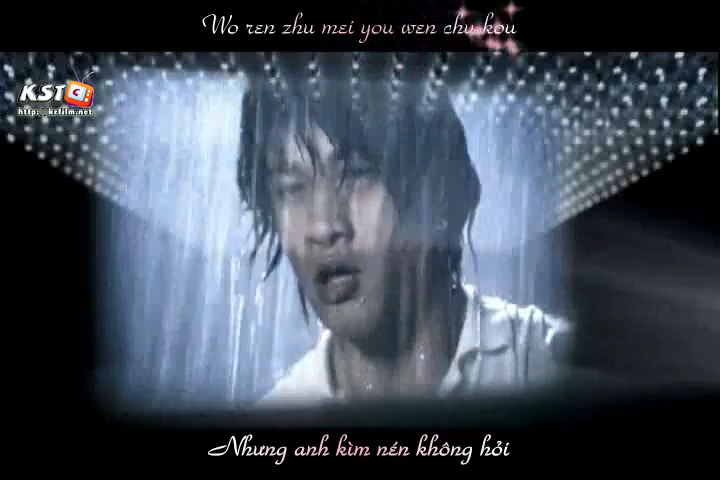 Wo ren zhu mei you wen chu kou
KST
http://ksfilm.net
Nhưng anh kìm nén không hỏi